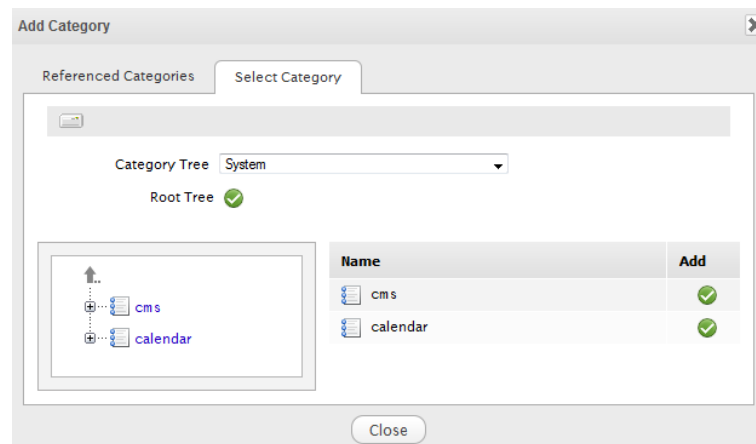 Add Category
Referenced Categories Select Category
Category Tree System
Root Tree
Name Add
cms
calendar
cms
calendar
Close